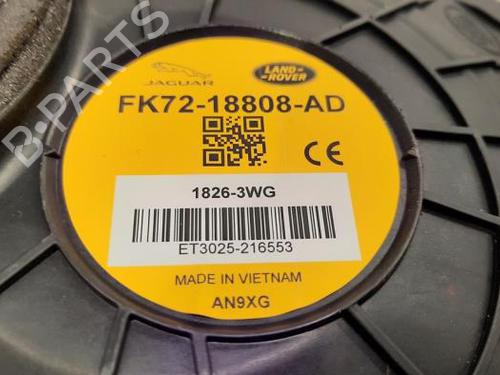 JAGUAR
LAND-
ROVER
FK72-18808-AD
CE
1826-3WG
ET3025-216553
MADE IN VIETNAM
AN9XG
B-PARTS